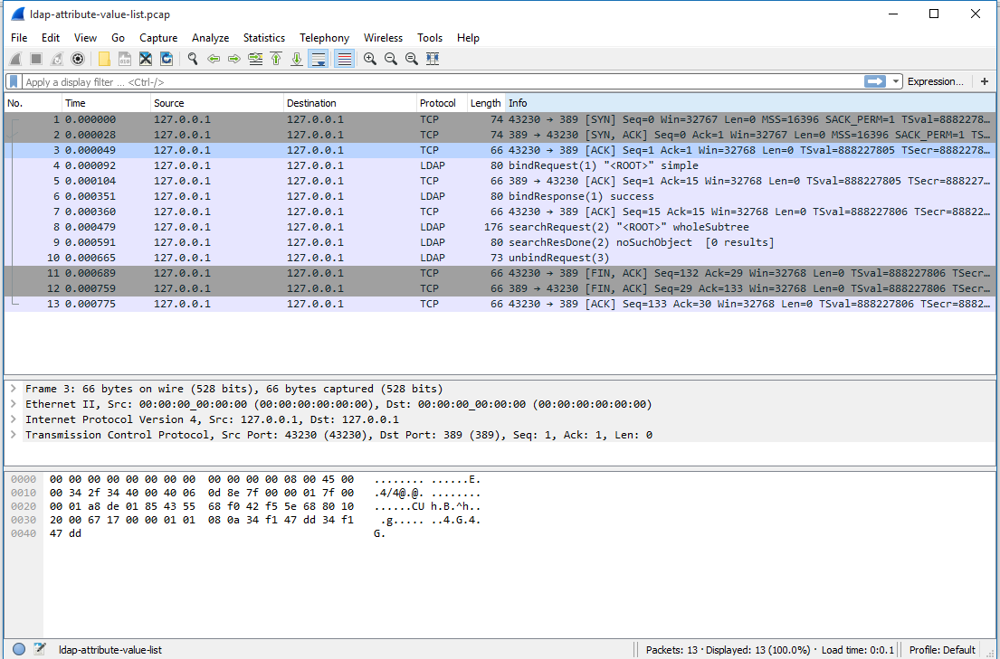 ldap-attribute-value-list.pcap
File Edit View Go Capture Analyze Statistics Telephony Wireless Tools Help
Apply a display filter ... <Ctrl-/> Expression... +
No. Time Source Destination Protocol Length Info
1 0.000000 127.0.0.1 127.0.0.1 TCP 74 43230 → 389 [SYN] Seq=0 Win=32767 Len=0 MSS=16396 SACK_PERM=1 TSval=8882278…
2 0.000028 127.0.0.1 127.0.0.1 TCP 74 389 → 43230 [SYN, ACK] Seq=0 Ack=1 Win=32767 Len=0 MSS=16396 SACK_PERM=1 TS…
3 0.000049 127.0.0.1 127.0.0.1 TCP 66 43230 → 389 [ACK] Seq=1 Ack=1 Win=32768 Len=0 TSval=888227805 TSecr=8882278…
4 0.000092 127.0.0.1 127.0.0.1 LDAP 80 bindRequest(1) "<ROOT>" simple
5 0.000104 127.0.0.1 127.0.0.1 TCP 66 389 → 43230 [ACK] Seq=1 Ack=15 Win=32768 Len=0 TSval=888227805 TSecr=888227…
6 0.000351 127.0.0.1 127.0.0.1 LDAP 80 bindResponse(1) success
7 0.000360 127.0.0.1 127.0.0.1 TCP 66 43230 → 389 [ACK] Seq=15 Ack=15 Win=32768 Len=0 TSval=888227806 TSecr=88822…
8 0.000479 127.0.0.1 127.0.0.1 LDAP 176 searchRequest(2) "<ROOT>" wholeSubtree
9 0.000591 127.0.0.1 127.0.0.1 LDAP 80 searchResDone(2) noSuchObject [0 results]
10 0.000665 127.0.0.1 127.0.0.1 LDAP 73 unbindRequest(3)
11 0.000689 127.0.0.1 127.0.0.1 TCP 66 43230 → 389 [FIN, ACK] Seq=132 Ack=29 Win=32768 Len=0 TSval=888227806 TSecr…
12 0.000759 127.0.0.1 127.0.0.1 TCP 66 389 → 43230 [FIN, ACK] Seq=29 Ack=133 Win=32768 Len=0 TSval=888227806 TSecr…
13 0.000775 127.0.0.1 127.0.0.1 TCP 66 43230 → 389 [ACK] Seq=133 Ack=30 Win=32768 Len=0 TSval=888227806 TSecr=8882…
Frame 3: 66 bytes on wire (528 bits), 66 bytes captured (528 bits)
Ethernet II, Src: 00:00:00_00:00:00 (00:00:00:00:00:00), Dst: 00:00:00_00:00:00 (00:00:00:00:00:00)
Internet Protocol Version 4, Src: 127.0.0.1, Dst: 127.0.0.1
Transmission Control Protocol, Src Port: 43230 (43230), Dst Port: 389 (389), Seq: 1, Ack: 1, Len: 0
0000 00 00 00 00 00 00 00 00 00 00 00 00 08 00 45 00 ........ ......E.
0010 00 34 2f 34 40 00 40 06 0d 8e 7f 00 00 01 7f 00 .4/4@.@. ........
0020 00 01 a8 de 01 85 43 55 68 f0 42 f5 5e 68 80 10 ......CU h.B.^h..
0030 20 00 67 17 00 00 01 01 08 0a 34 f1 47 dd 34 f1 .g..... ..4.G.4.
0040 47 dd G.
ldap-attribute-value-list Packets: 13 · Displayed: 13 (100.0%) · Load time: 0:0.1 Profile: Default